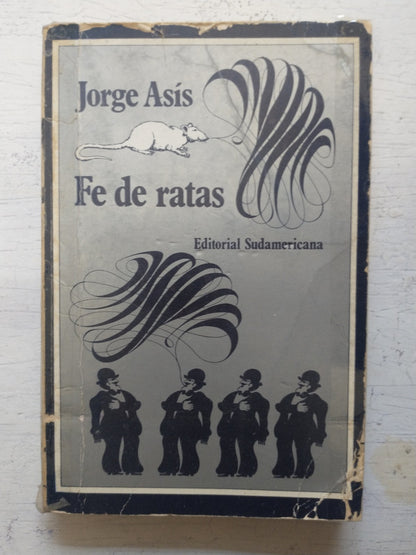 Jorge Asís
Fe de ratas
Editorial Sudamericana